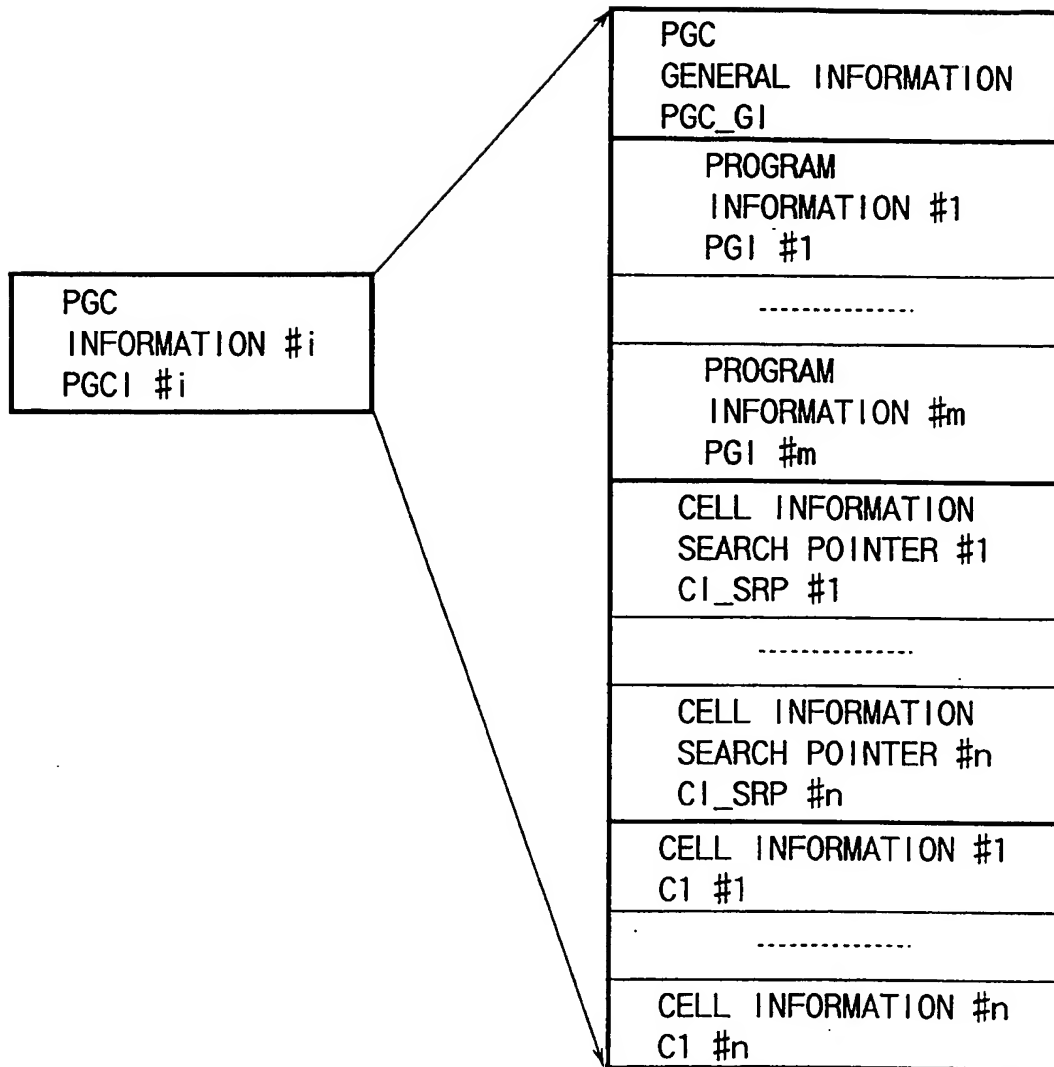 PGC
INFORMATION #i
PGCI #i
PGC
GENERAL INFORMATION
PGC_GI
PROGRAM
INFORMATION #1
PGI #1
PROGRAM
INFORMATION #m
PGI #m
CELL INFORMATION
SEARCH POINTER #1
CI_SRP #1
CELL INFORMATION
SEARCH POINTER #n
CI_SRP #n
CELL INFORMATION #1
C1 #1
CELL INFORMATION #n
C1 #n